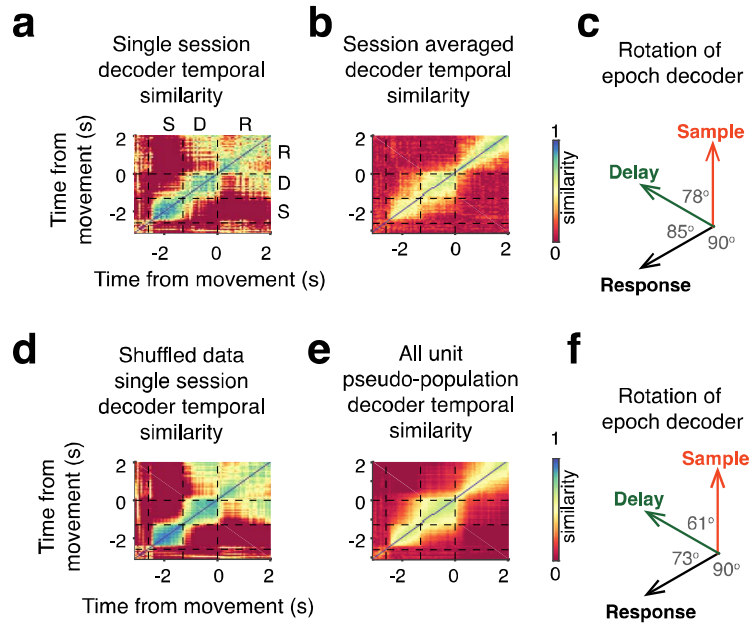 a
Single session
decoder temporal
similarity
S D R
2
0
-2
R
D
S
-2 0 2
Time from
movement (s)
Time from movement (s)
b
Session averaged
decoder temporal
similarity
2
0
-2
-2 0 2
1
similarity
0
c
Rotation of
epoch decoder
Sample
Delay
78°
85°
90°
Response
d
Shuffled data
single session
decoder temporal
similarity
2
0
-2
-2 0 2
Time from
movement (s)
Time from movement (s)
e
All unit
pseudo-population
decoder temporal
similarity
2
0
-2
-2 0 2
1
similarity
0
f
Rotation of
epoch decoder
Sample
Delay
61°
73°
90°
Response